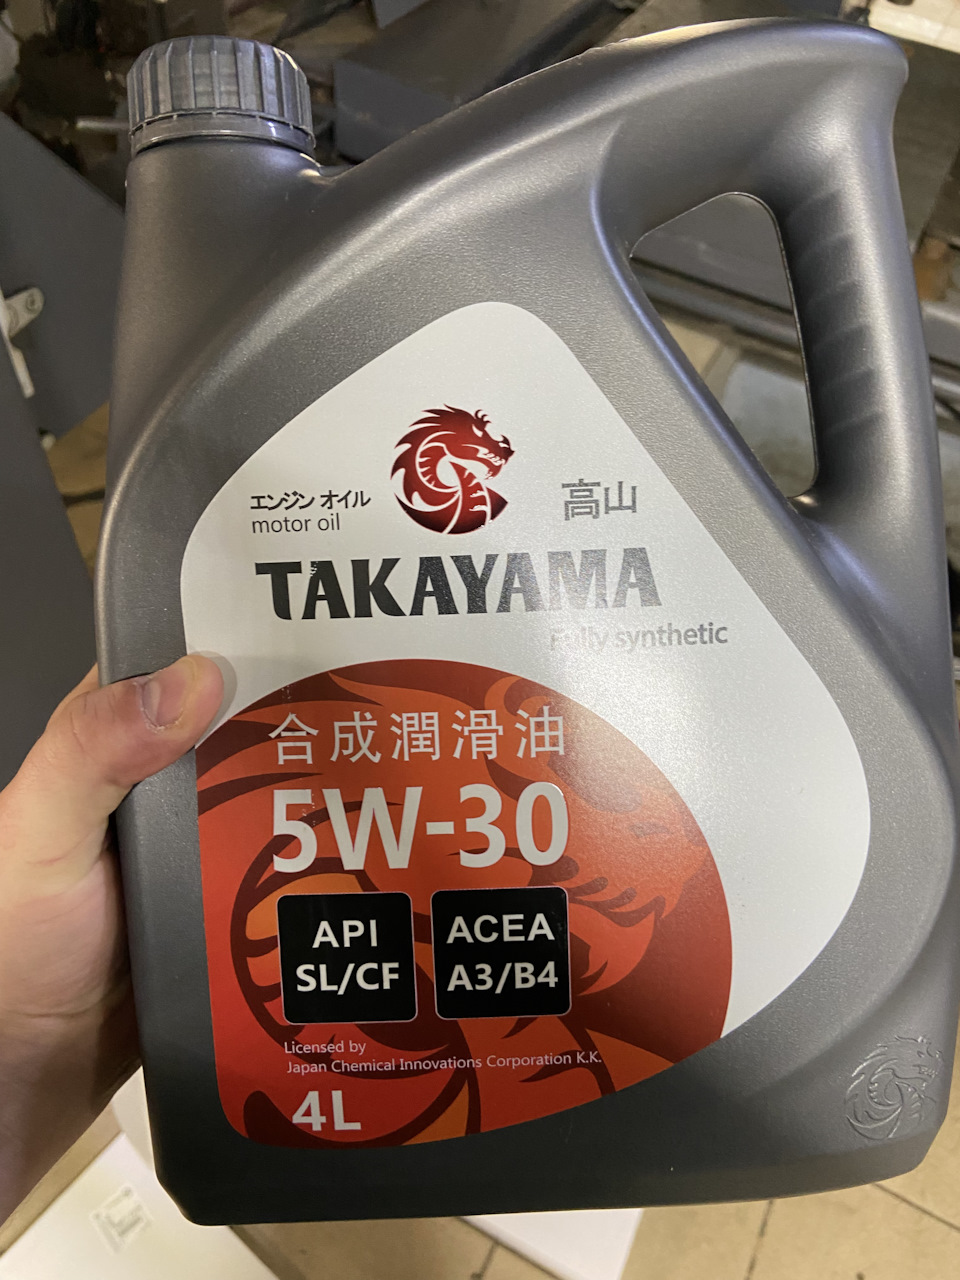 エンジン オイル
motor oil
高山
TAKAYAMA
Fully synthetic
合成潤滑油
5W-30
API
SL/CF
ACEA
A3/B4
Licensed by
Japan Chemical Innovations Corporation K.K.
4L